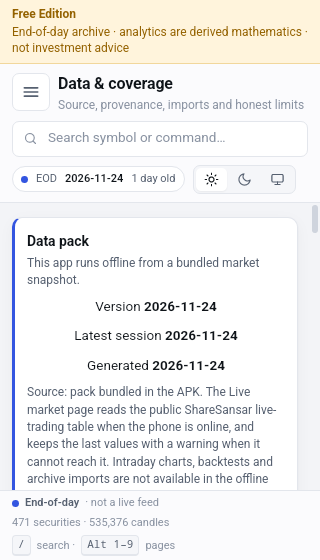 Free Edition
End-of-day archive · analytics are derived mathematics ·
not investment advice
Data & coverage
Source, provenance, imports and honest limits
Search symbol or command…
EOD 2026-11-24 1 day old
Data pack
This app runs offline from a bundled market
snapshot.
Version 2026-11-24
Latest session 2026-11-24
Generated 2026-11-24
Source: pack bundled in the APK. The Live
market page reads the public ShareSansar live-
trading table when the phone is online, and
keeps the last values with a warning when it
cannot reach it. Intraday charts, backtests and
archive imports are not available in the offline
End-of-day · not a live feed
471 securities · 535,376 candles
/ search · Alt 1–9 pages